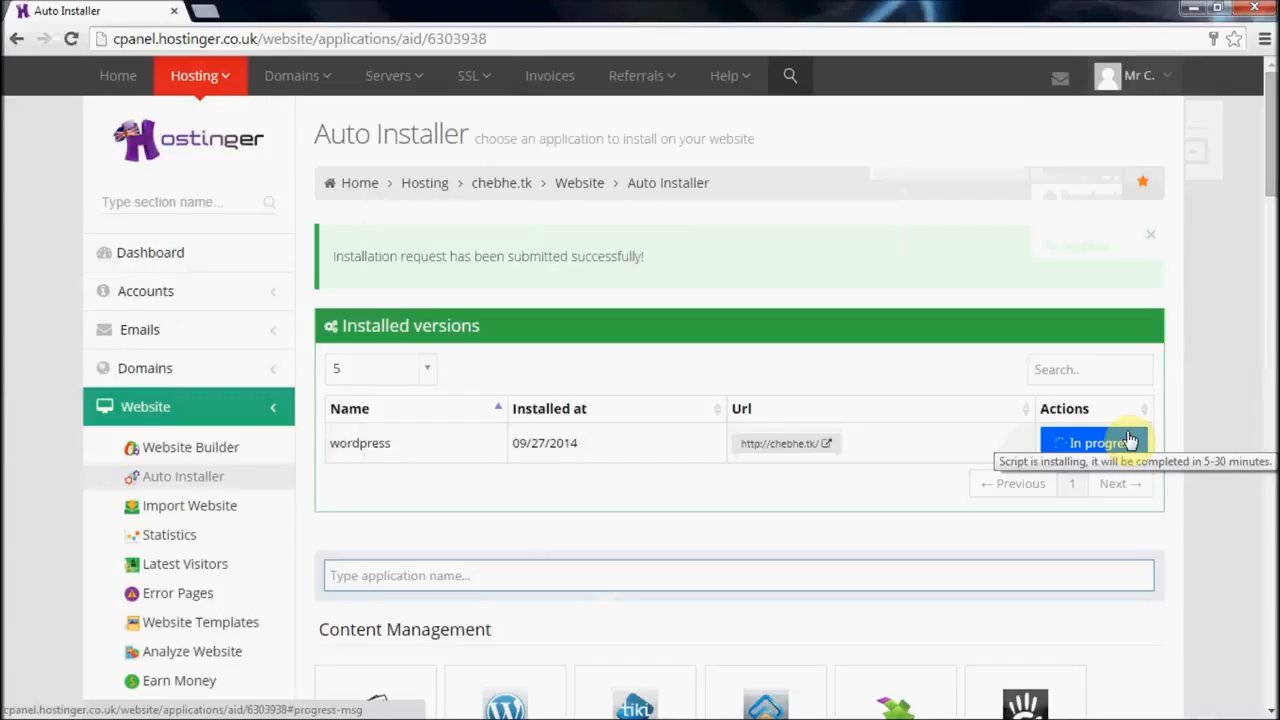 Auto Installer
cpanel.hostinger.co.uk/website/applications/aid/6303938
Home Hosting Domains Servers SSL Invoices Referrals Help Mr C.
Hostinger
Type section name...
Dashboard
Accounts
Emails
Domains
Website
Website Builder
Auto Installer
Import Website
Statistics
Latest Visitors
Error Pages
Website Templates
Analyze Website
Earn Money
Auto Installer choose an application to install on your website
Home > Hosting > chebhe.tk > Website > Auto Installer
Installation request has been submitted successfully!
×
Installed versions
5
Search..
Name Installed at Url Actions
wordpress 09/27/2014 http://chebhe.tk/ In progress
Script is installing, it will be completed in 5-30 minutes.
← Previous 1 Next →
Type application name...
Content Management
tiki
cpanel.hostinger.co.uk/website/applications/aid/6303938#progress-msg